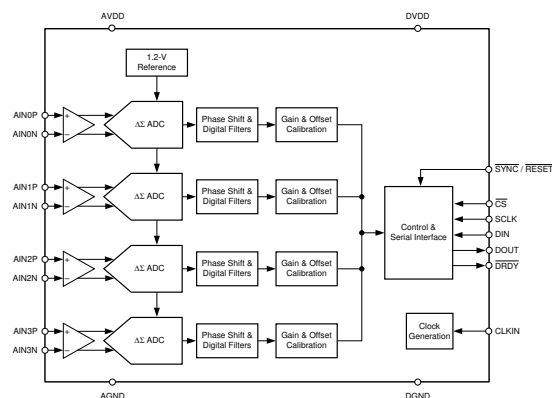 AVDD
DVDD
1.2-V
Reference
AIN0P
AIN0N
+
−
ΔΣ ADC
Phase Shift &
Digital Filters
Gain & Offset
Calibration
SYNC / RESET
AIN1P
AIN1N
+
−
ΔΣ ADC
Phase Shift &
Digital Filters
Gain & Offset
Calibration
Control &
Serial Interface
CS
SCLK
DIN
DOUT
DRDY
AIN2P
AIN2N
+
−
ΔΣ ADC
Phase Shift &
Digital Filters
Gain & Offset
Calibration
AIN3P
AIN3N
+
−
ΔΣ ADC
Phase Shift &
Digital Filters
Gain & Offset
Calibration
Clock
Generation
CLKIN
AGND
DGND